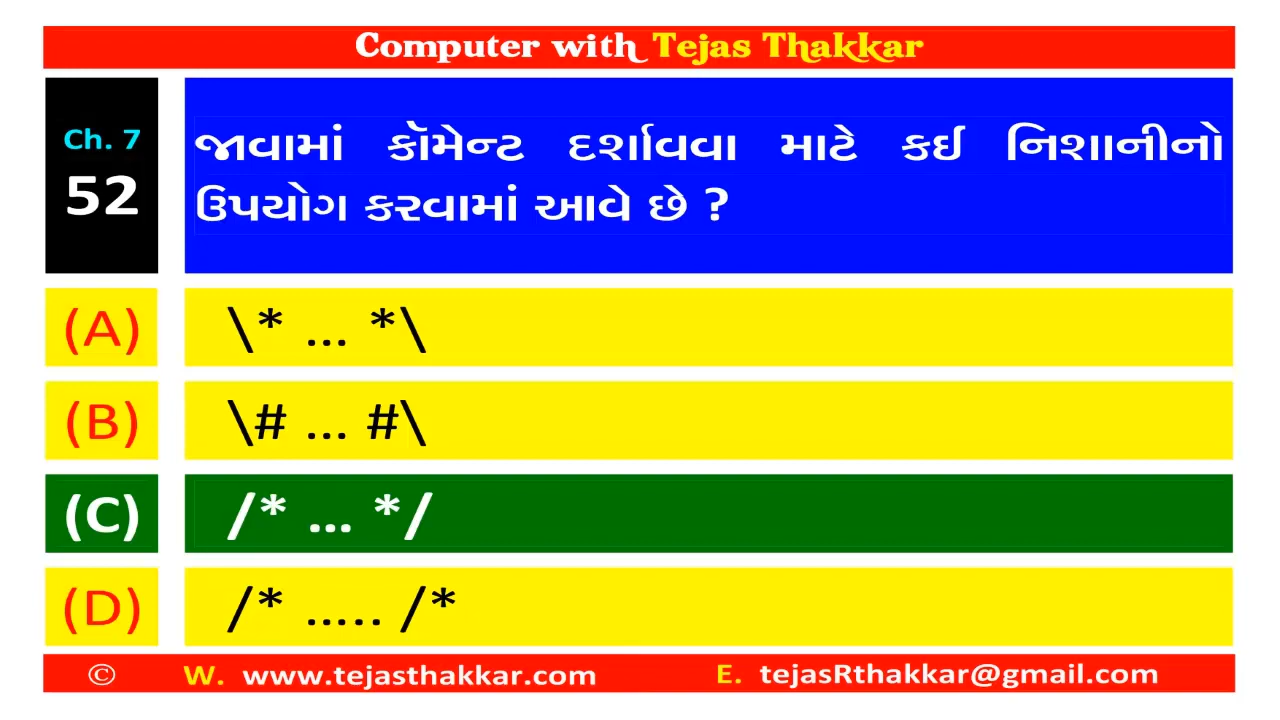 Computer with Tejas Thakkar
Ch. 7
52
જાવામાં કૉમેન્ટ દર્શાવવા માટે કઈ નિશાનીનો
ઉપયોગ કરવામાં આવે છે ?
(A) \* ... *\
(B) \# ... #\
(C) /* ... */
(D) /* ..... /*
© W. www.tejasthakkar.com E. tejasRthakkar@gmail.com